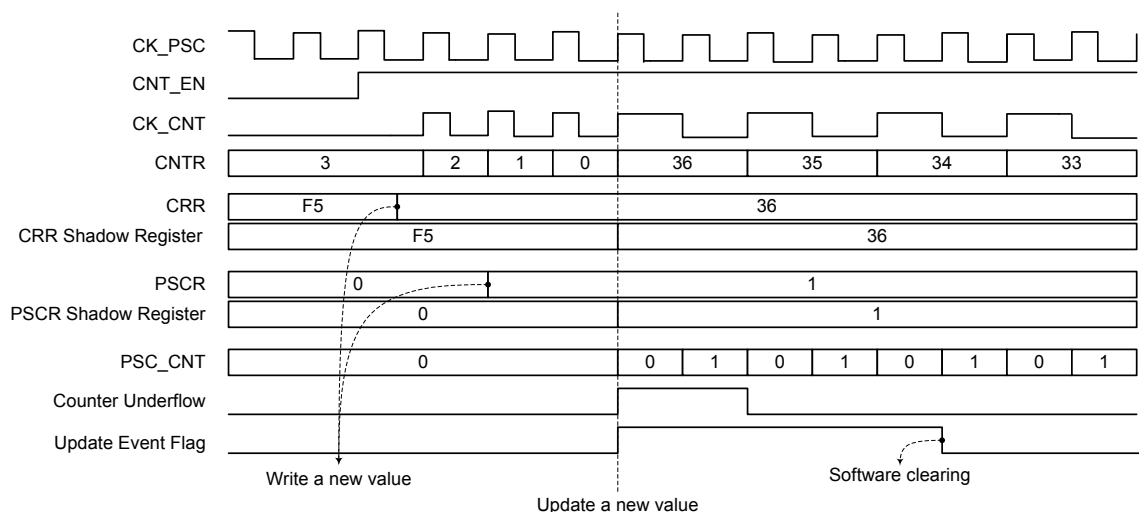 CK_PSC
CNT_EN
CK_CNT
CNTR 3 2 1 0 36 35 34 33
CRR F5 36
CRR Shadow Register F5 36
PSCR 0 1
PSCR Shadow Register 0 1
PSC_CNT 0 0 1 0 1 0 1 0 1
Counter Underflow
Update Event Flag
Write a new value Software clearing
Update a new value